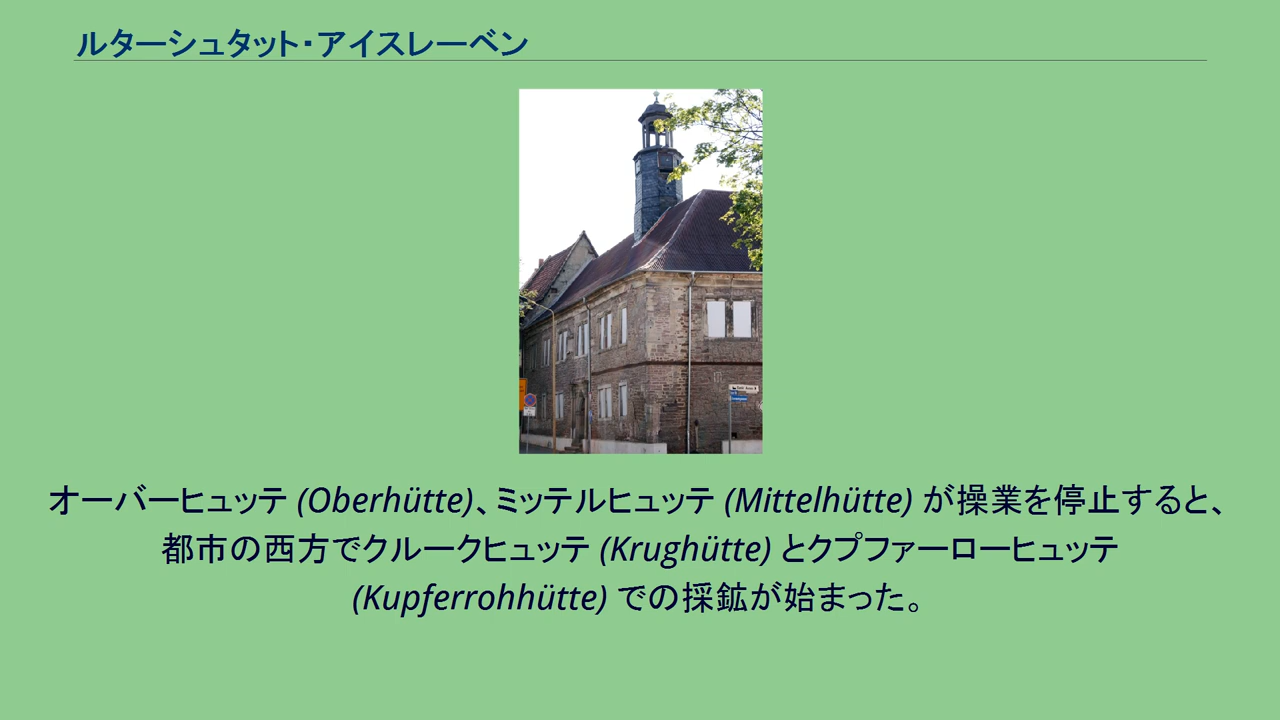 ルターシュタット・アイスレーベン
オーバーヒュッテ (Oberhütte)、ミッテルヒュッテ (Mittelhütte) が操業を停止すると、
都市の西方でクルークヒュッテ (Krughütte) とクプファーローヒュッテ
(Kupferrohhütte) での採鉱が始まった。